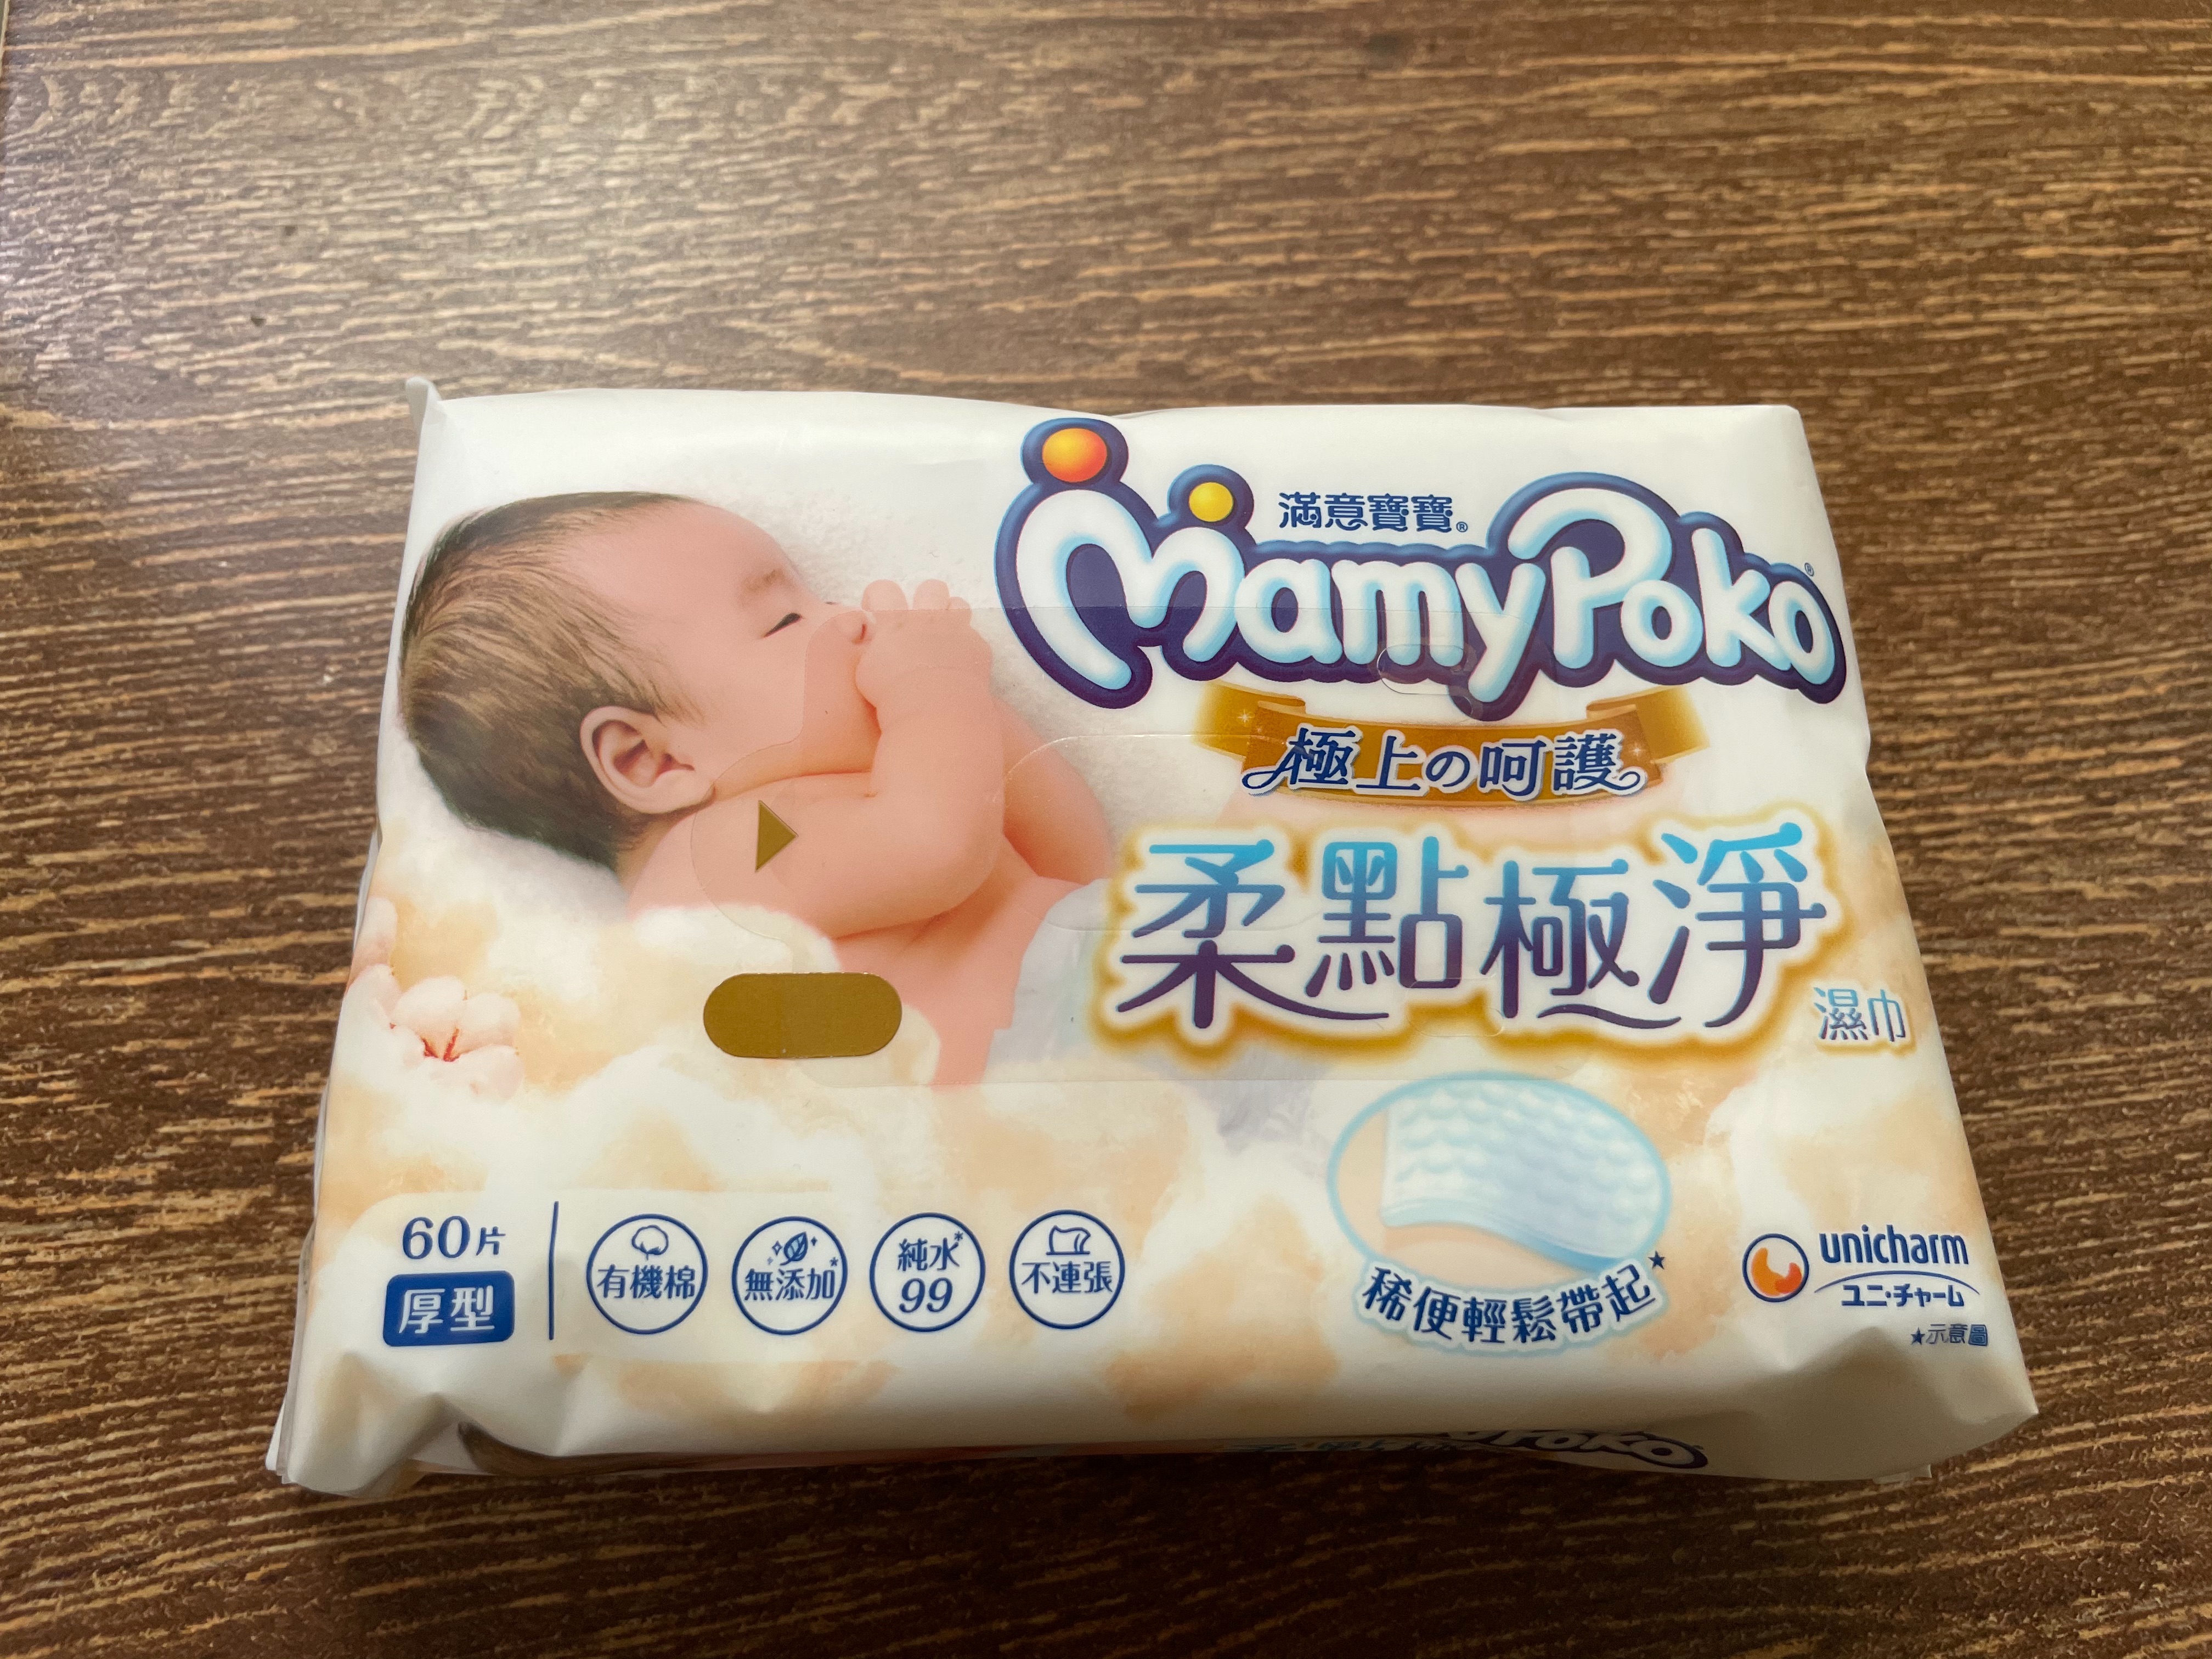 滿意寶寶®
MamyPoko®
極上の呵護
柔點極淨
濕巾
60片
厚型
有機棉
無添加*
純水*
99
不連張
稀便輕鬆帶起★
unicharm
ユニ・チャーム
★示意圖